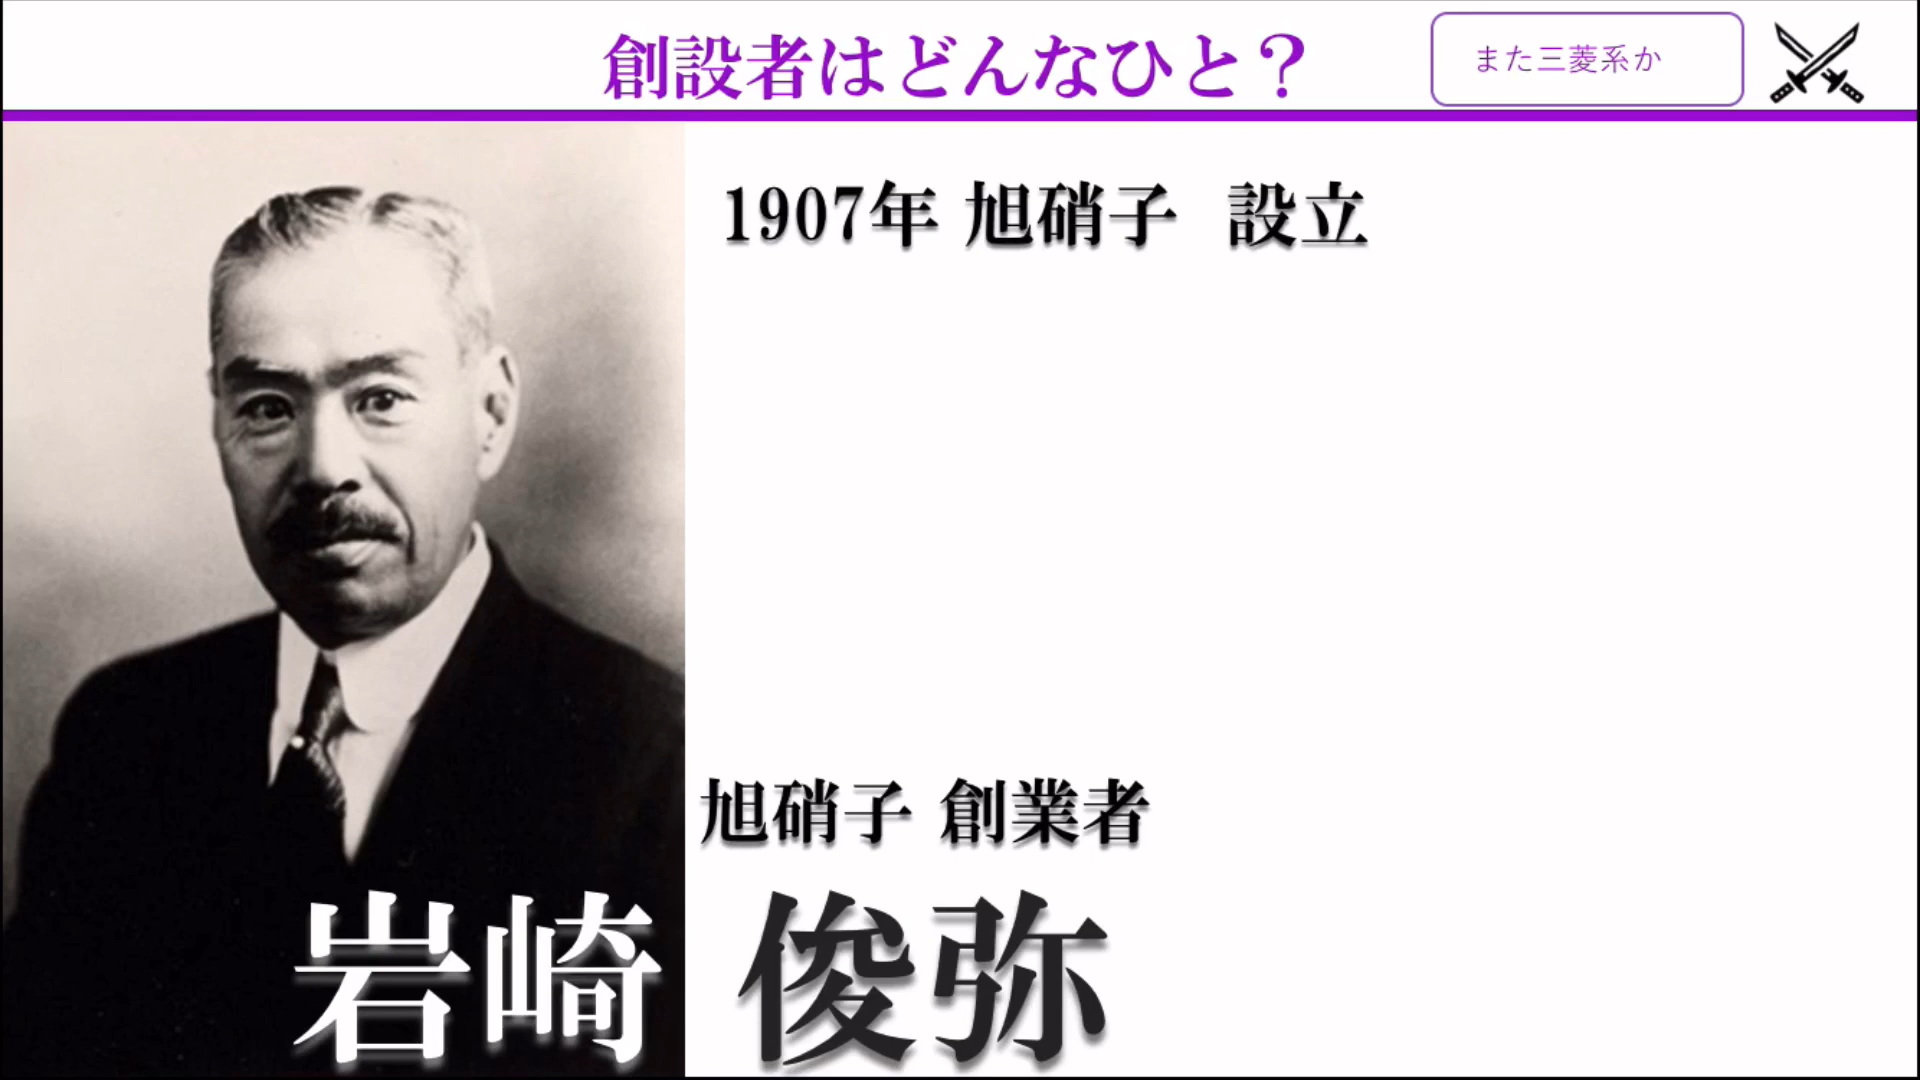 創設者はどんなひと？
また三菱系か
1907年 旭硝子 設立
旭硝子 創業者
岩崎 俊弥